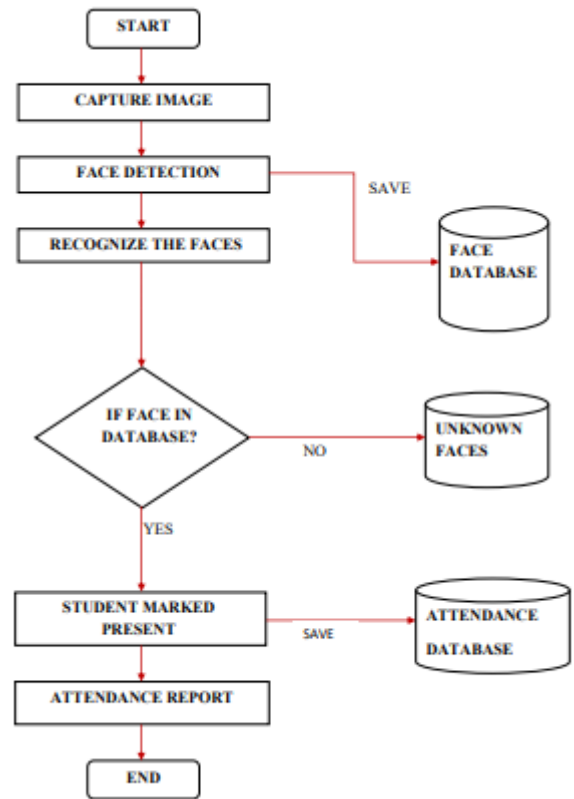 START
CAPTURE IMAGE
FACE DETECTION
SAVE
RECOGNIZE THE FACES
FACE
DATABASE
IF FACE IN
DATABASE?
NO
UNKNOWN
FACES
YES
STUDENT MARKED
PRESENT
SAVE
ATTENDANCE
DATABASE
ATTENDANCE REPORT
END